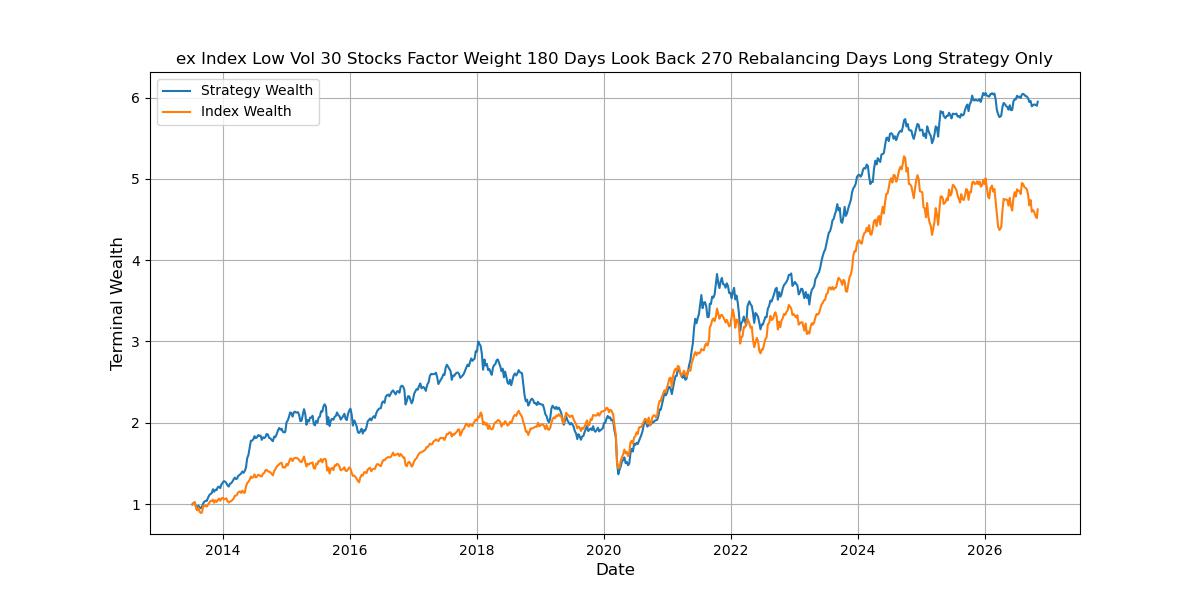 ex Index Low Vol 30 Stocks Factor Weight 180 Days Look Back 270 Rebalancing Days Long Strategy Only
Strategy Wealth
Index Wealth
Terminal Wealth
6
5
4
3
2
1
2014 2016 2018 2020 2022 2024 2026
Date